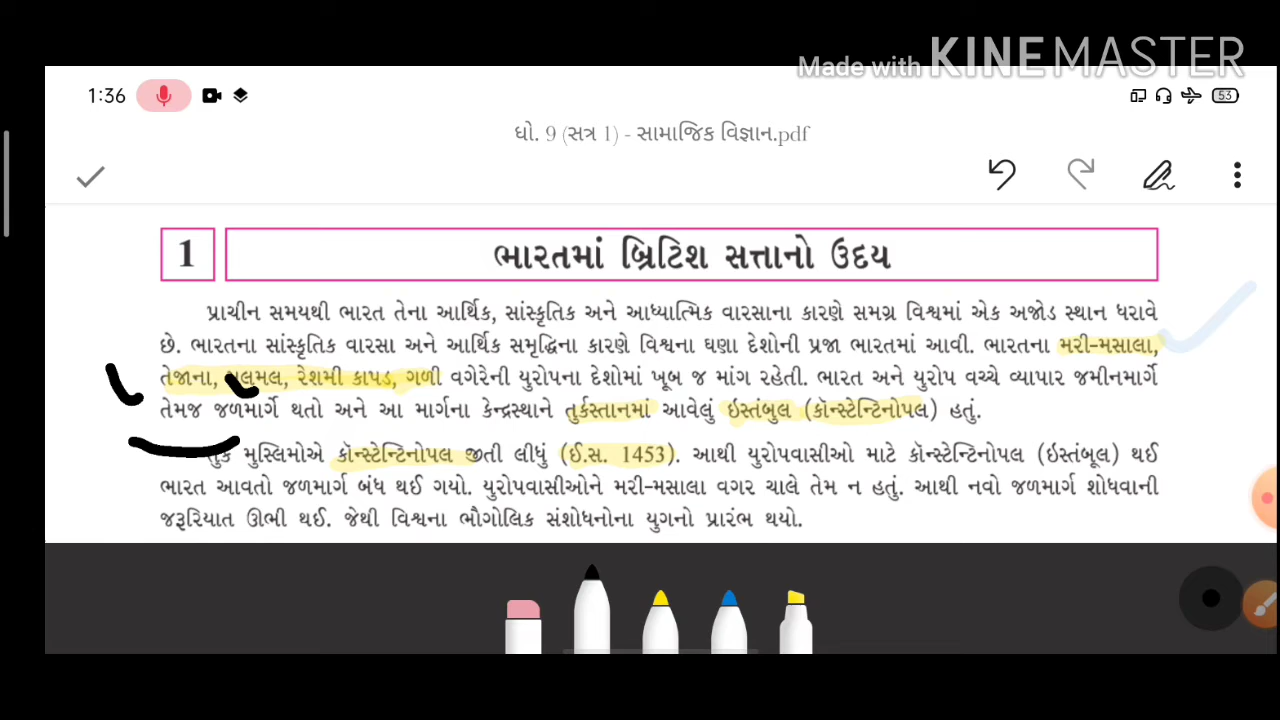 Made with KINEMASTER
1:36
53
ધો. 9 (સત્ર 1) - સામાજિક વિજ્ઞાન.pdf
1 ભારતમાં બ્રિટિશ સત્તાનો ઉદય
પ્રાચીન સમયથી ભારત તેના આર્થિક, સાંસ્કૃતિક અને આધ્યાત્મિક વારસાના કારણે સમગ્ર વિશ્વમાં એક અજોડ સ્થાન ધરાવે
છે. ભારતના સાંસ્કૃતિક વારસા અને આર્થિક સમૃદ્ધિના કારણે વિશ્વના ઘણા દેશોની પ્રજા ભારતમાં આવી. ભારતના મરી-મસાલા,
તેજાના, મલમલ, રેશમી કાપડ, ગળી વગેરેની યુરોપના દેશોમાં ખૂબ જ માંગ રહેતી. ભારત અને યુરોપ વચ્ચે વ્યાપાર જમીનમાર્ગે
તેમજ જળમાર્ગે થતો અને આ માર્ગના કેન્દ્રસ્થાને તુર્કસ્તાનમાં આવેલું ઇસ્તંબુલ (કૉન્સ્ટેન્ટિનોપલ) હતું.
તુર્ક મુસ્લિમોએ કૉન્સ્ટેન્ટિનોપલ જીતી લીધું (ઈ.સ. 1453). આથી યુરોપવાસીઓ માટે કૉન્સ્ટેન્ટિનોપલ (ઇસ્તંબૂલ) થઈ
ભારત આવતો જળમાર્ગ બંધ થઈ ગયો. યુરોપવાસીઓને મરી-મસાલા વગર ચાલે તેમ ન હતું. આથી નવો જળમાર્ગ શોધવાની
જરૂરિયાત ઊભી થઈ. જેથી વિશ્વના ભૌગોલિક સંશોધનોના યુગનો પ્રારંભ થયો.